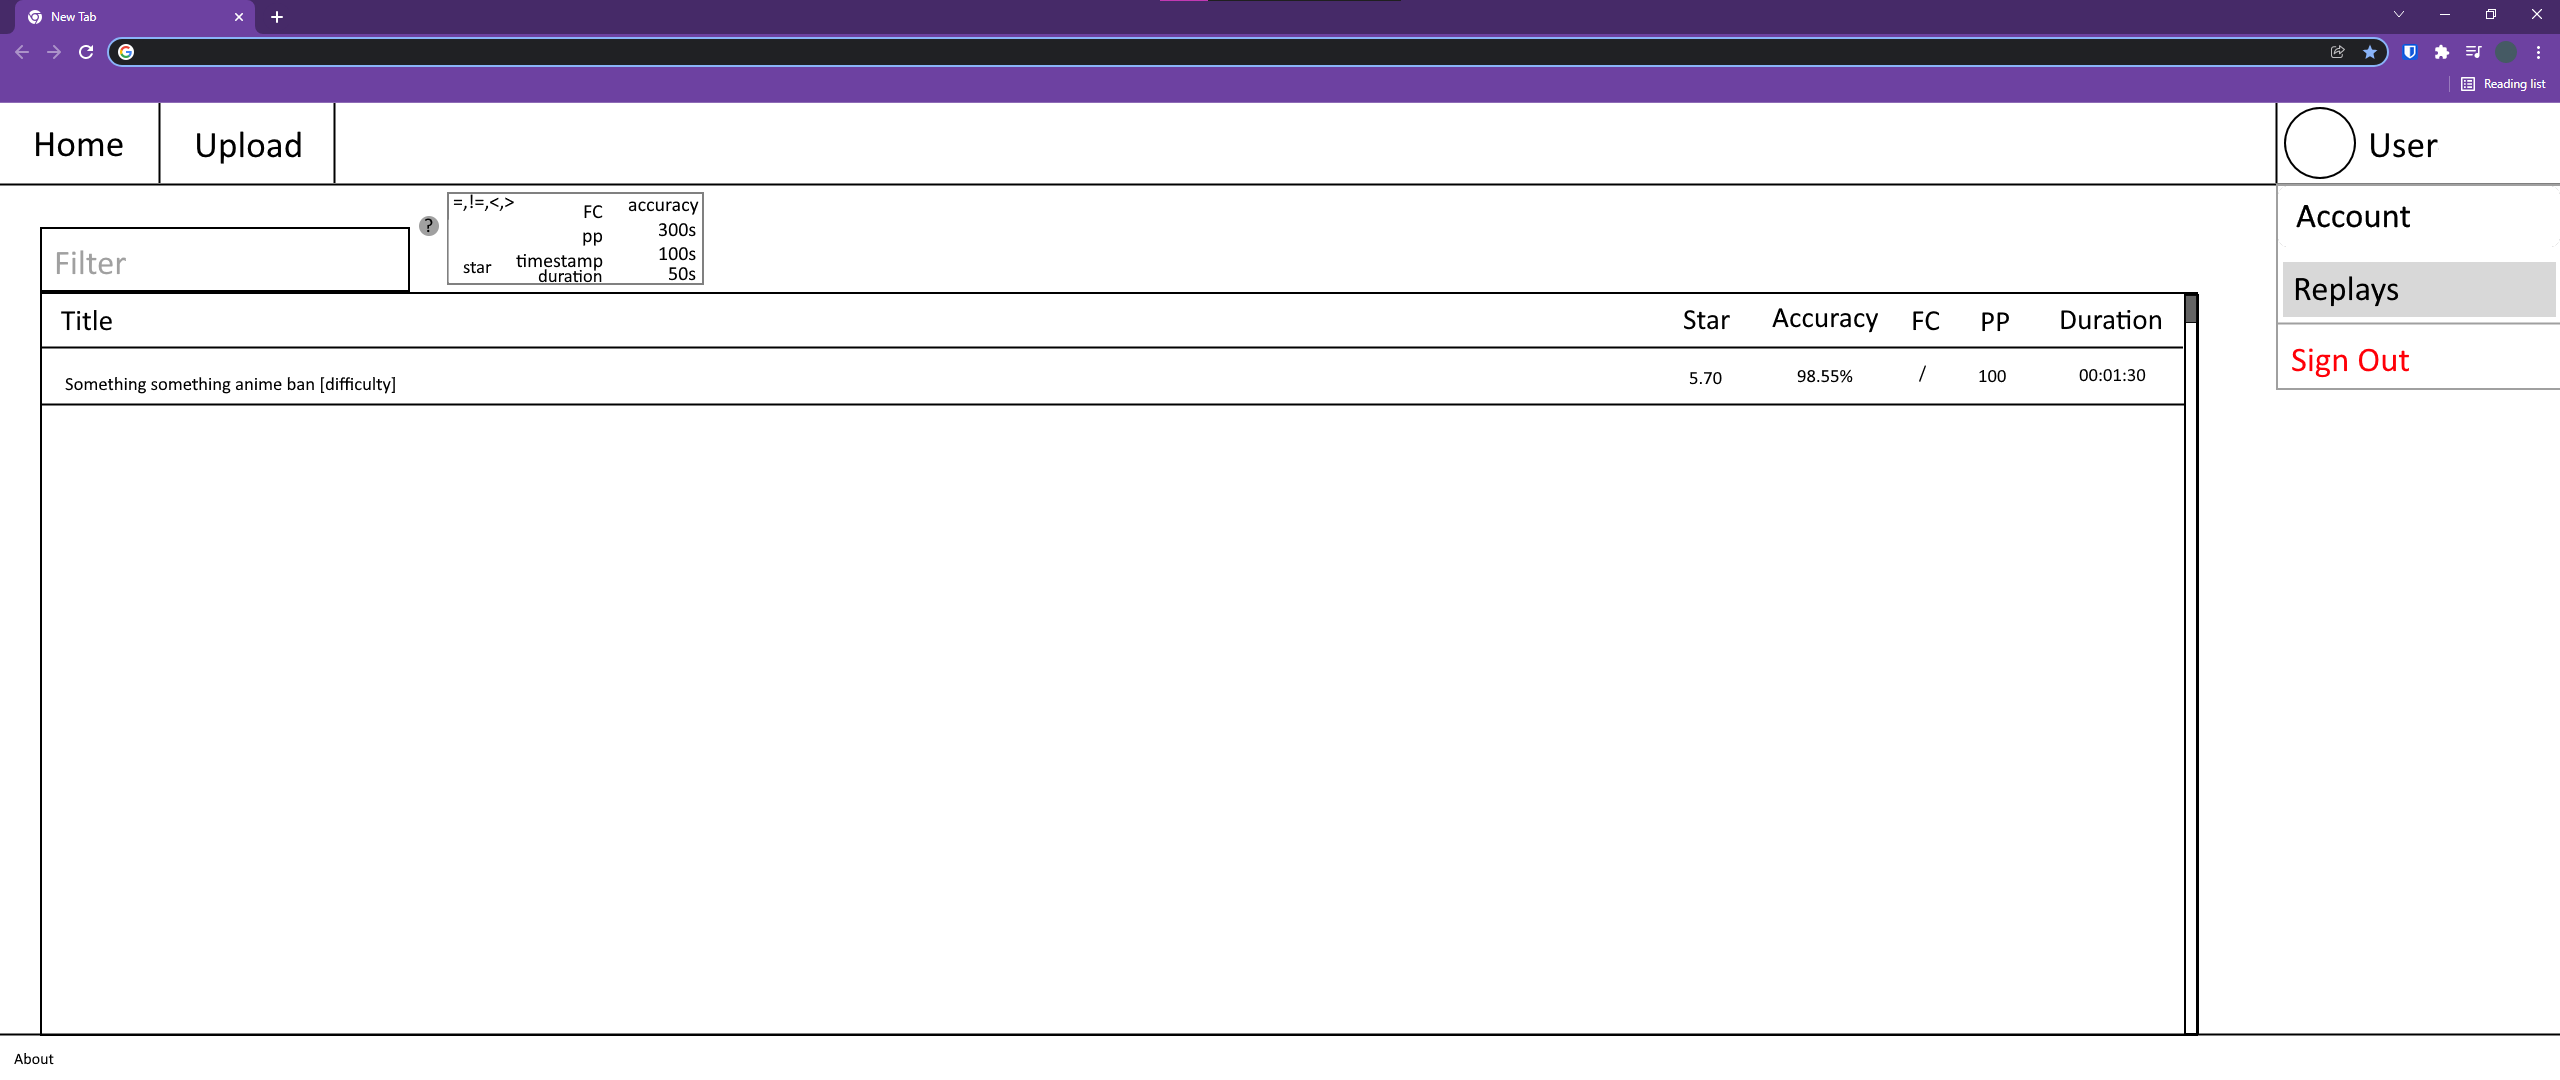 New Tab
Reading list
Home
Upload
User
Account
Replays
Sign Out
Filter
?
=,!=,<,>
FC
accuracy
pp
300s
timestamp
100s
star
duration
50s
Title
Star
Accuracy
FC
PP
Duration
Something something anime ban [difficulty]
5.70
98.55%
/
100
00:01:30
About